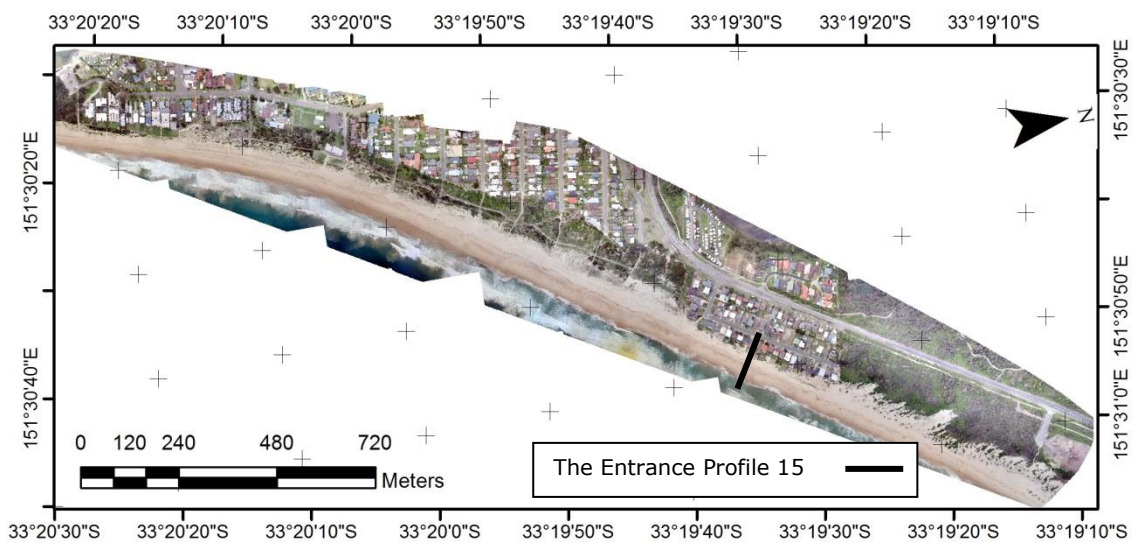 33°20'20"S 33°20'10"S 33°20'0"S 33°19'50"S 33°19'40"S 33°19'30"S 33°19'20"S 33°19'10"S
151°30'20"E
151°30'40"E
151°30'30"E
151°30'50"E
151°31'0"E
N
0 120 240 480 720
Meters
The Entrance Profile 15
33°20'30"S 33°20'20"S 33°20'10"S 33°20'0"S 33°19'50"S 33°19'40"S 33°19'30"S 33°19'20"S 33°19'10"S